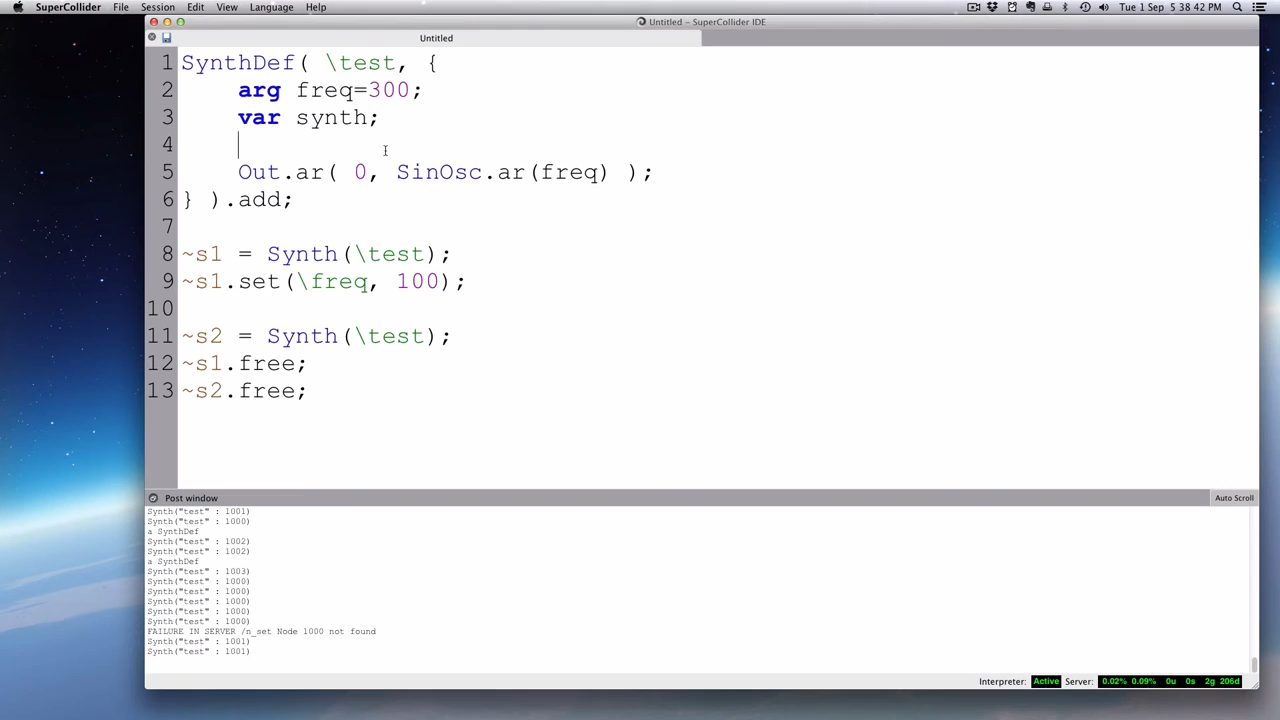 SuperCollider File Session Edit View Language Help Tue 1 Sep 5 38 42 PM
Untitled – SuperCollider IDE
Untitled
1 SynthDef( \test, {
2 arg freq=300;
3 var synth;
4
5 Out.ar( 0, SinOsc.ar(freq) );
6 } ).add;
7
8 ~s1 = Synth(\test);
9 ~s1.set(\freq, 100);
10
11 ~s2 = Synth(\test);
12 ~s1.free;
13 ~s2.free;
Post window Auto Scroll
Synth("test" : 1001)
Synth("test" : 1000)
a SynthDef
Synth("test" : 1002)
Synth("test" : 1002)
a SynthDef
Synth("test" : 1003)
Synth("test" : 1000)
Synth("test" : 1000)
Synth("test" : 1000)
Synth("test" : 1000)
Synth("test" : 1000)
FAILURE IN SERVER /n_set Node 1000 not found
Synth("test" : 1001)
Synth("test" : 1001)
Interpreter: Active Server: 0.02% 0.09% 0u 0s 2g 206d